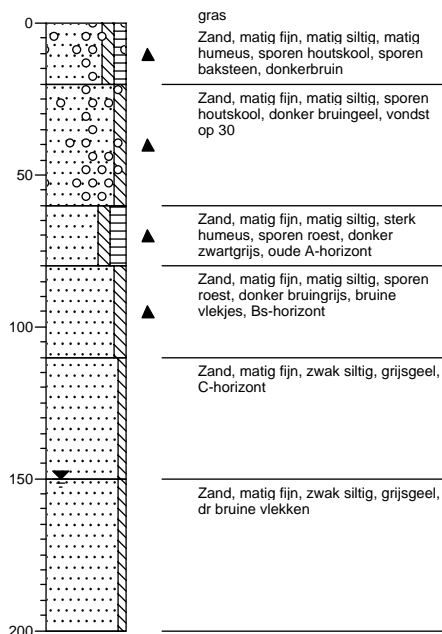 0
gras
Zand, matig fijn, matig siltig, matig
humeus, sporen houtskool, sporen
baksteen, donkerbruin
Zand, matig fijn, matig siltig, sporen
houtskool, donker bruingeel, vondst
op 30
50
Zand, matig fijn, matig siltig, sterk
humeus, sporen roest, donker
zwartgrijs, oude A-horizont
Zand, matig fijn, matig siltig, sporen
roest, donker bruingrijs, bruine
vlekjes, Bs-horizont
100
Zand, matig fijn, zwak siltig, grijsgeel,
C-horizont
150
Zand, matig fijn, zwak siltig, grijsgeel,
dr bruine vlekken
200